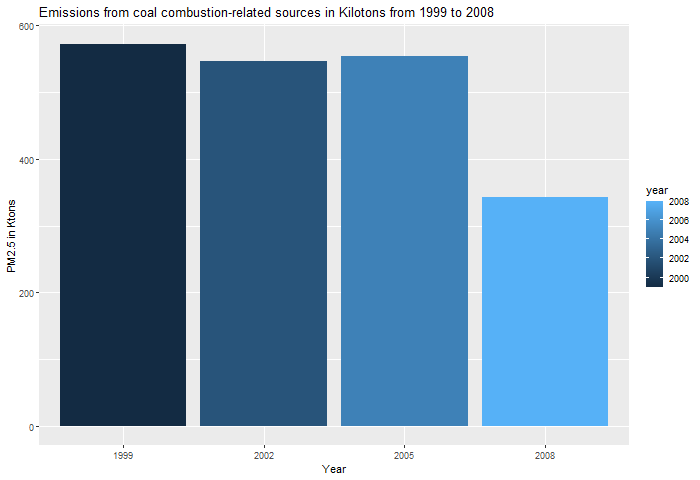 Emissions from coal combustion-related sources in Kilotons from 1999 to 2008
PM2.5 in Ktons
600
400
200
0
1999 2002 2005 2008
Year
year
2008
2006
2004
2002
2000